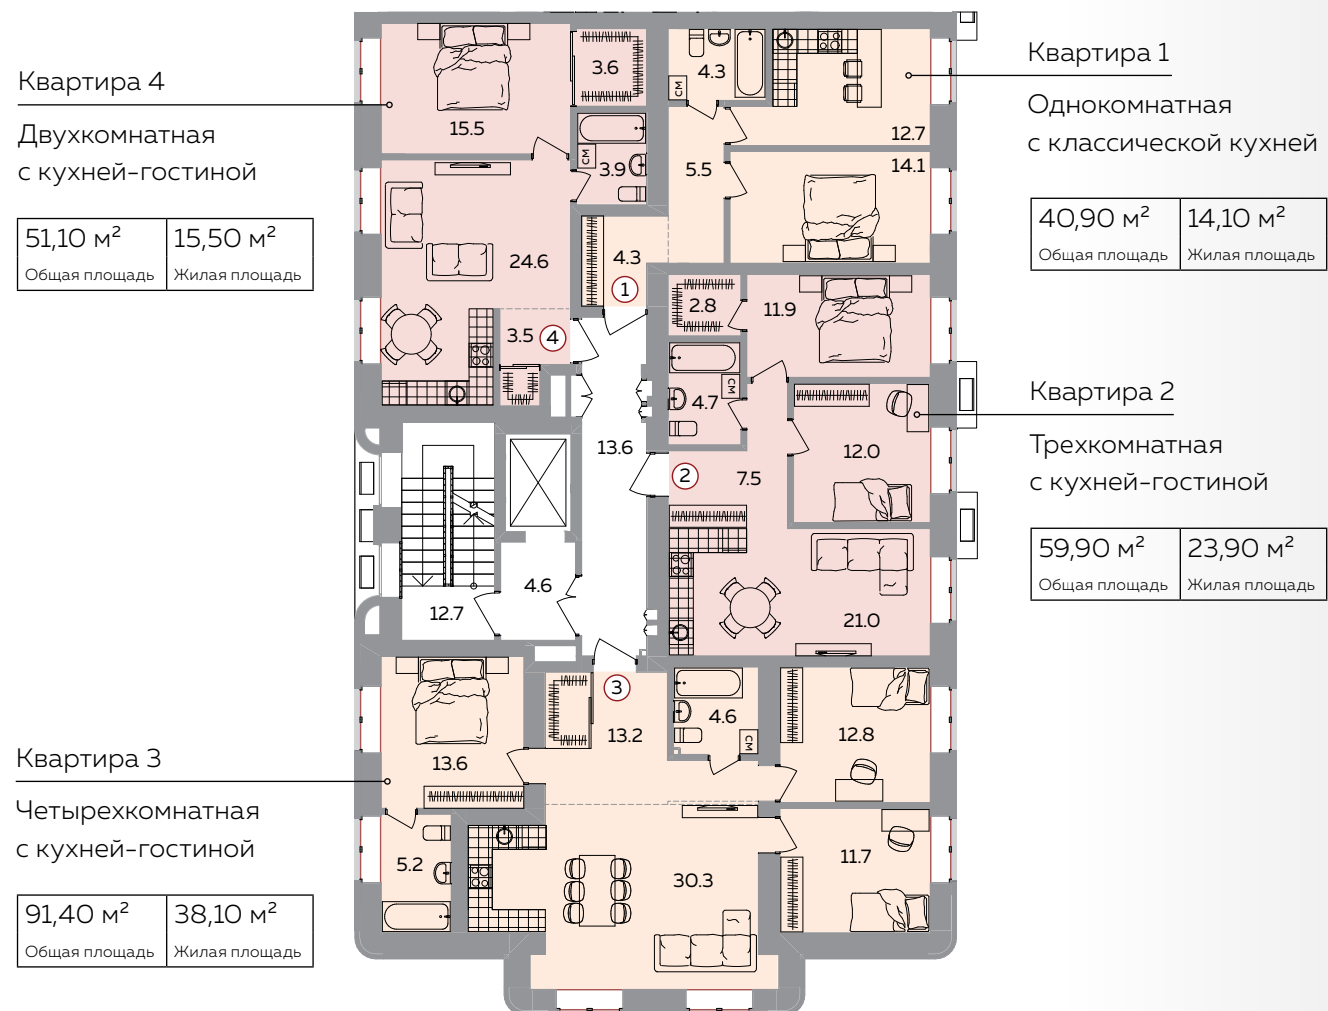 Квартира 4
Двухкомнатная
с кухней-гостиной
51,10 м²
15,50 м²
Общая площадь
Жилая площадь
Квартира 1
Однокомнатная
с классической кухней
40,90 м²
14,10 м²
Общая площадь
Жилая площадь
Квартира 2
Трехкомнатная
с кухней-гостиной
59,90 м²
23,90 м²
Общая площадь
Жилая площадь
Квартира 3
Четырехкомнатная
с кухней-гостиной
91,40 м²
38,10 м²
Общая площадь
Жилая площадь
15.5
3.6
СМ
3.9
24.6
3.5
4
4.3
СМ
12.7
5.5
14.1
4.3
1
2.8
11.9
4.7
СМ
12.0
2
7.5
21.0
13.6
4.6
12.7
3
13.2
4.6
СМ
12.8
13.6
5.2
30.3
11.7